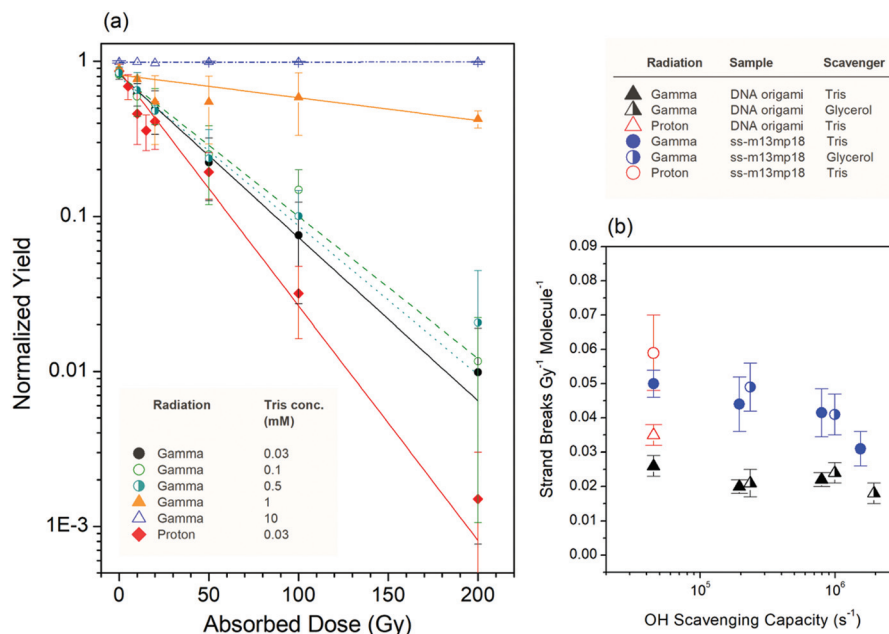 (a)
Normalized Yield
1
0.1
0.01
1E-3
0 50 100 150 200
Absorbed Dose (Gy)
Radiation Tris conc. (mM)
Gamma 0.03
Gamma 0.1
Gamma 0.5
Gamma 1
Gamma 10
Proton 0.03
Radiation Sample Scavenger
Gamma DNA origami Tris
Gamma DNA origami Glycerol
Proton DNA origami Tris
Gamma ss-m13mp18 Tris
Gamma ss-m13mp18 Glycerol
Proton ss-m13mp18 Tris
(b)
Strand Breaks Gy⁻¹ Molecule⁻¹
0.09
0.08
0.07
0.06
0.05
0.04
0.03
0.02
0.01
0.00
10⁵ 10⁶
OH Scavenging Capacity (s⁻¹)